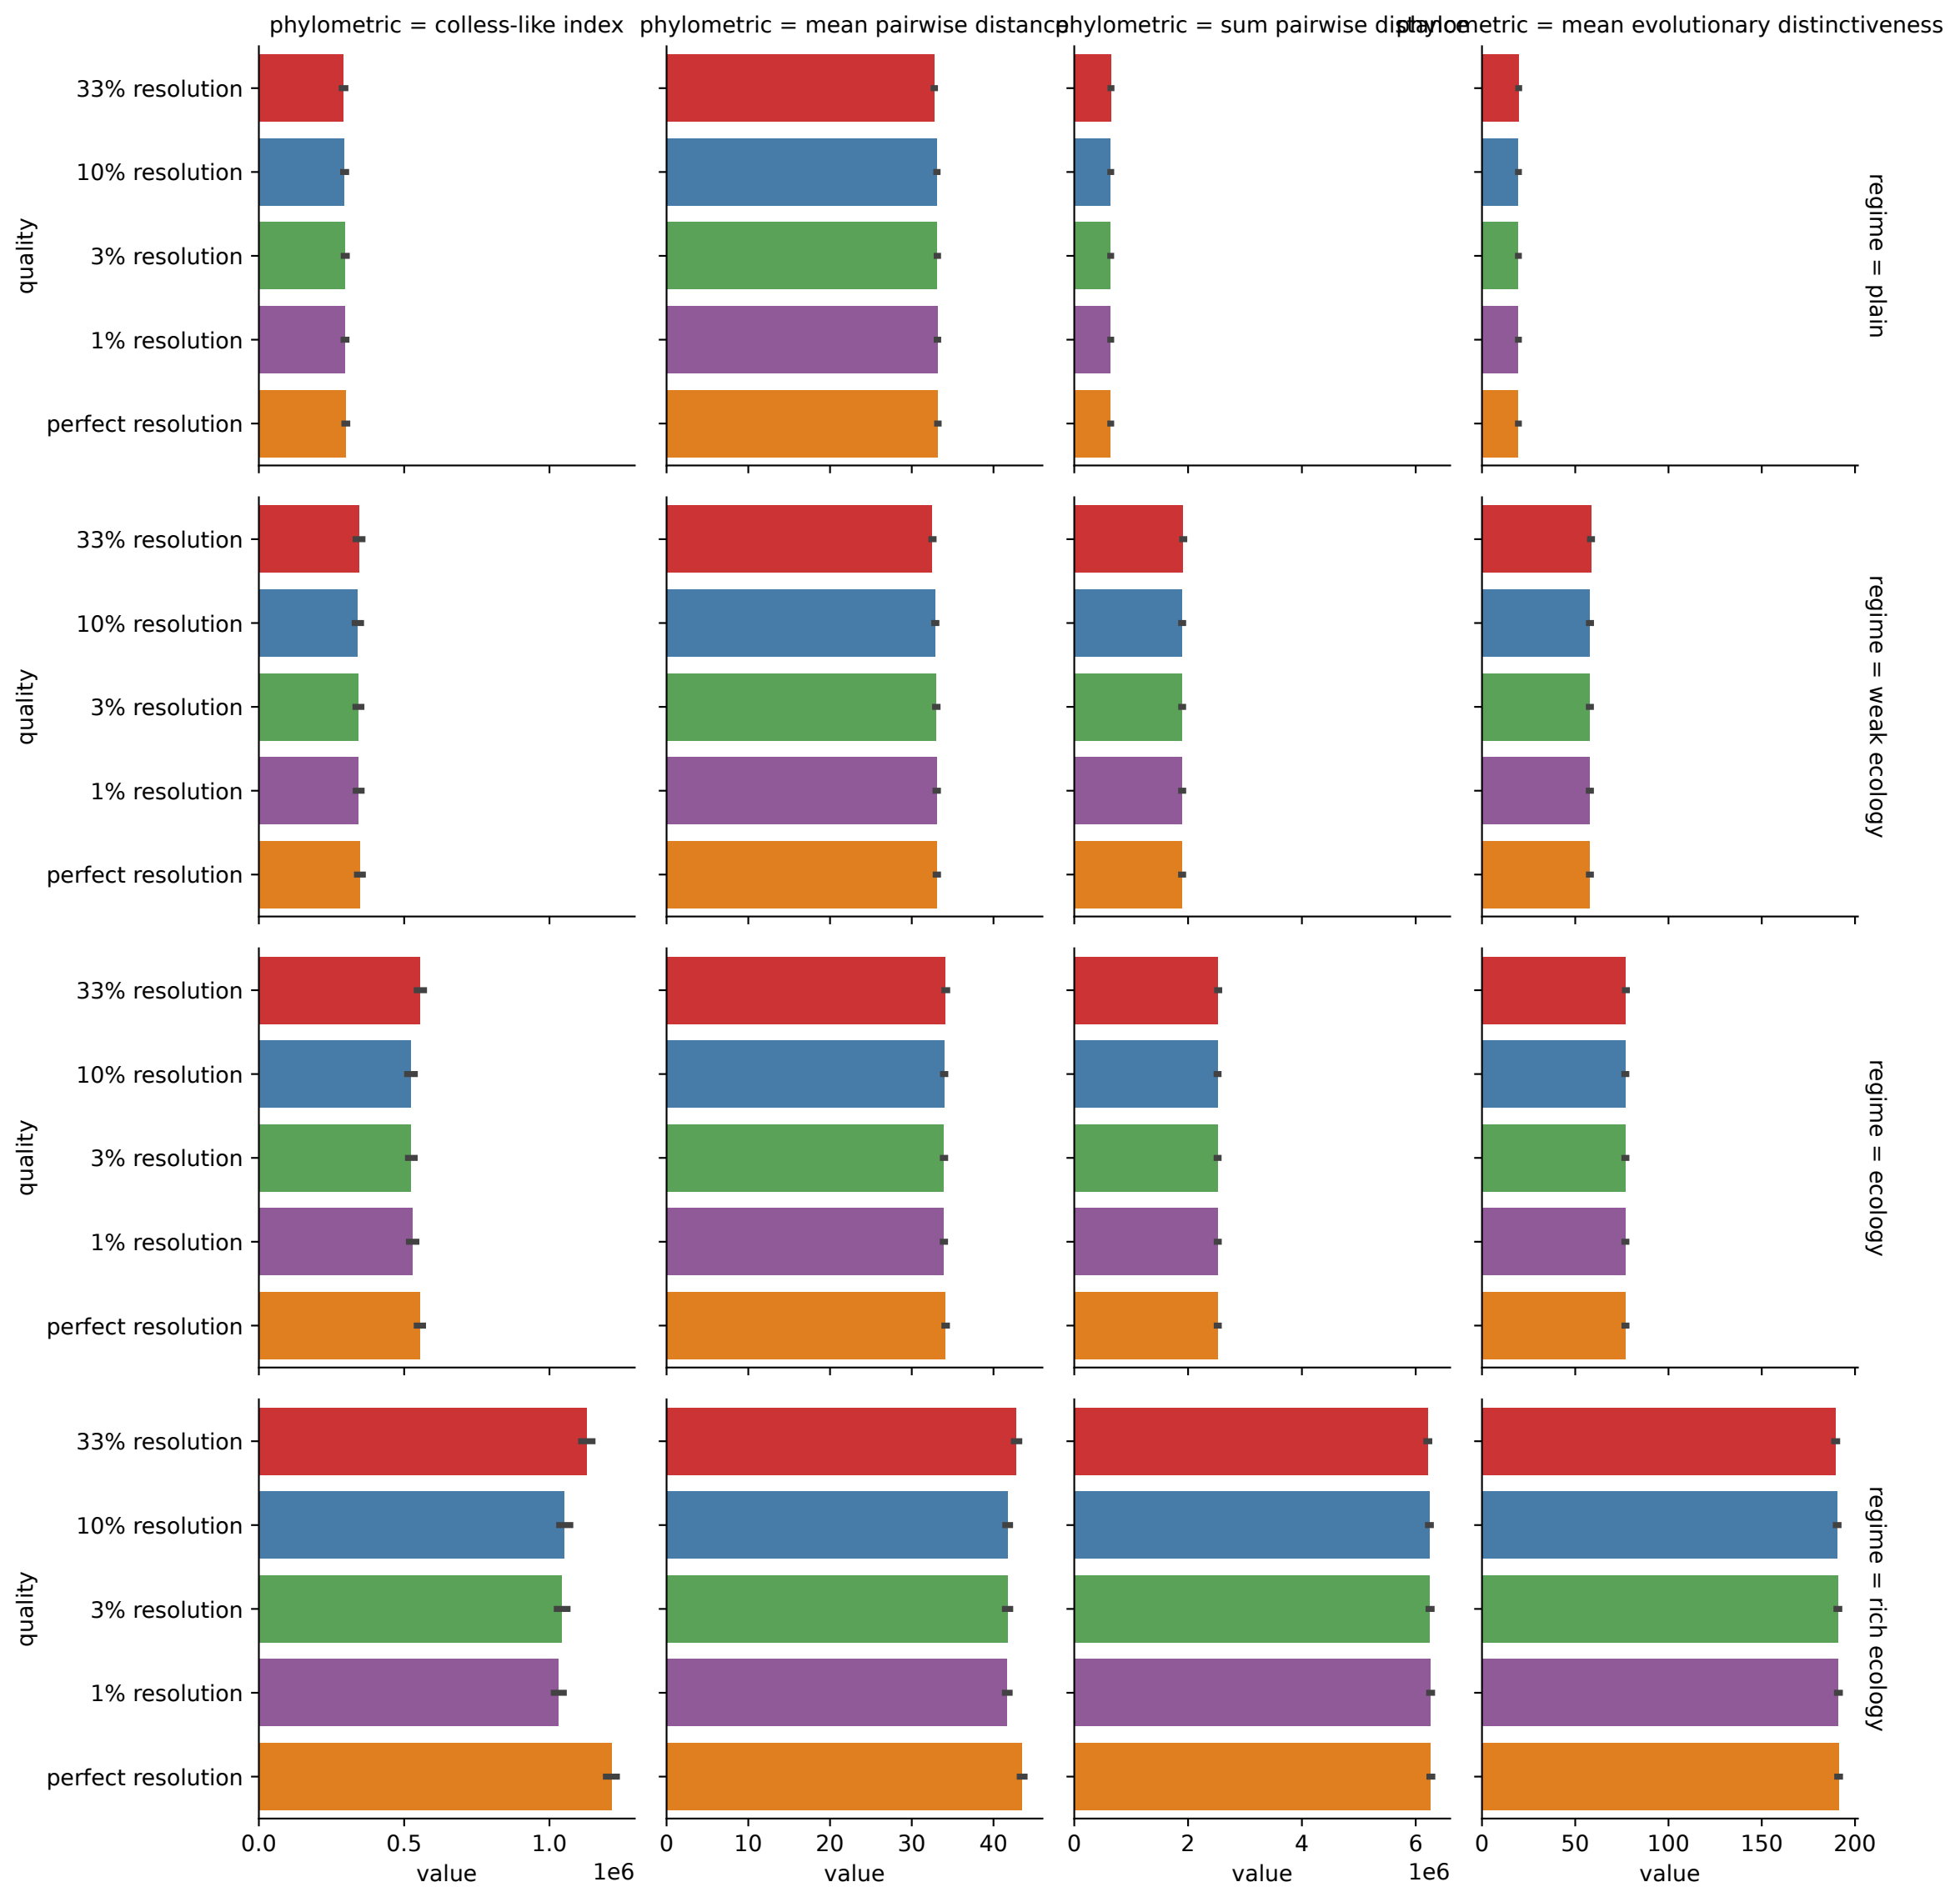 phylometric = colless-like index
phylometric = mean pairwise distance
phylometric = sum pairwise distance
phylometric = mean evolutionary distinctiveness
quality
33% resolution
10% resolution
3% resolution
1% resolution
perfect resolution
regime = plain
quality
33% resolution
10% resolution
3% resolution
1% resolution
perfect resolution
regime = weak ecology
quality
33% resolution
10% resolution
3% resolution
1% resolution
perfect resolution
regime = ecology
quality
33% resolution
10% resolution
3% resolution
1% resolution
perfect resolution
regime = rich ecology
0.0 0.5 1.0
1e6
value
0 10 20 30 40
value
0 2 4 6
1e6
value
0 50 100 150 200
value